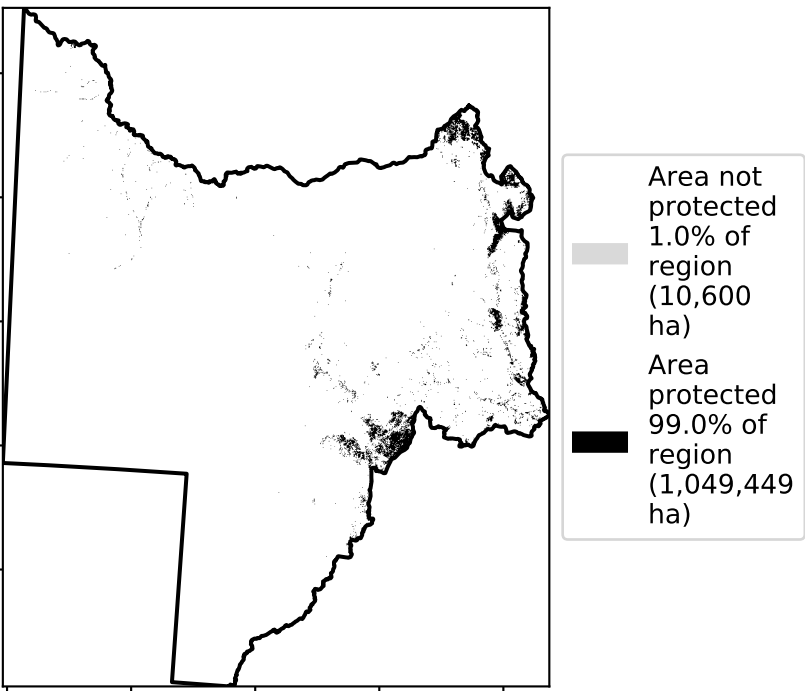 Area not
protected
1.0% of
region
(10,600
ha)
Area
protected
99.0% of
region
(1,049,449
ha)